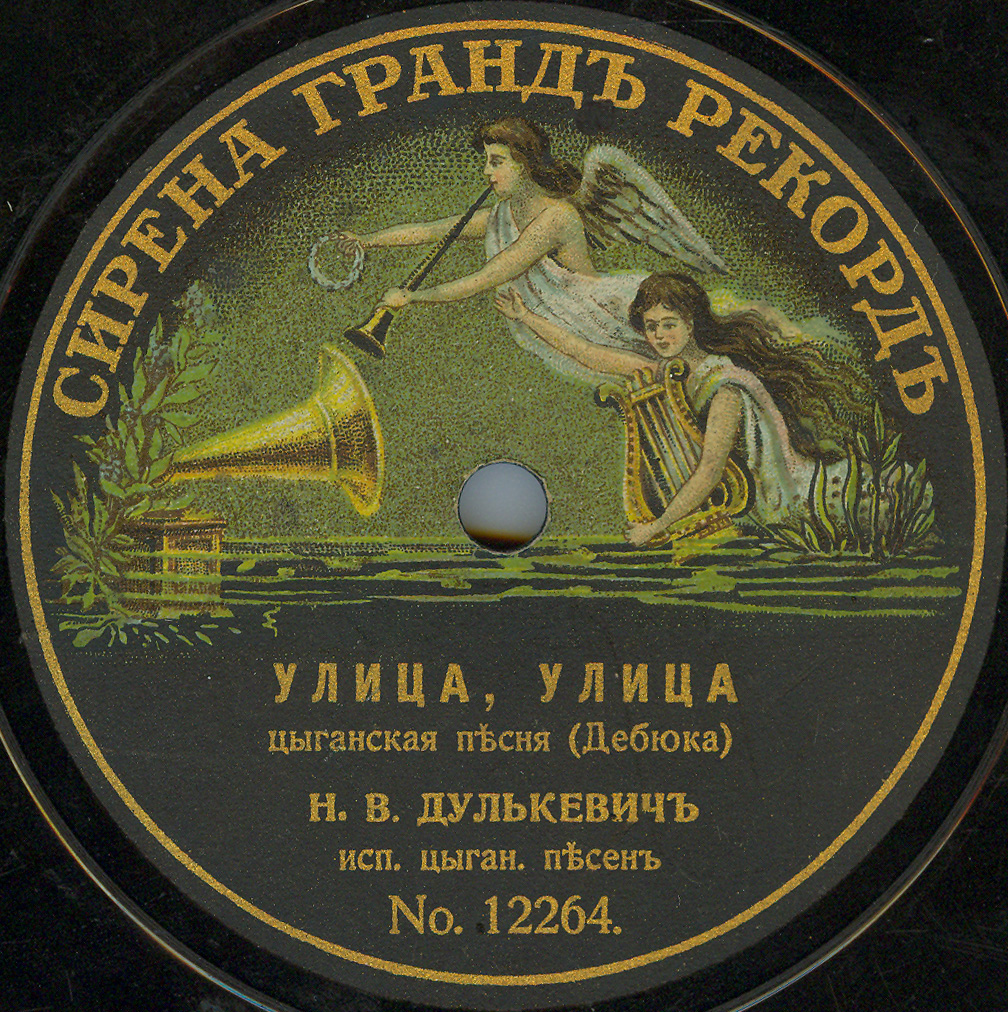 СИРЕНА ГРАНДЪ РЕКОРДЪ
УЛИЦА, УЛИЦА
цыганская пѣсня (Дебюка)
Н. В. ДУЛЬКЕВИЧЪ
исп. цыган. пѣсенъ
No. 12264.